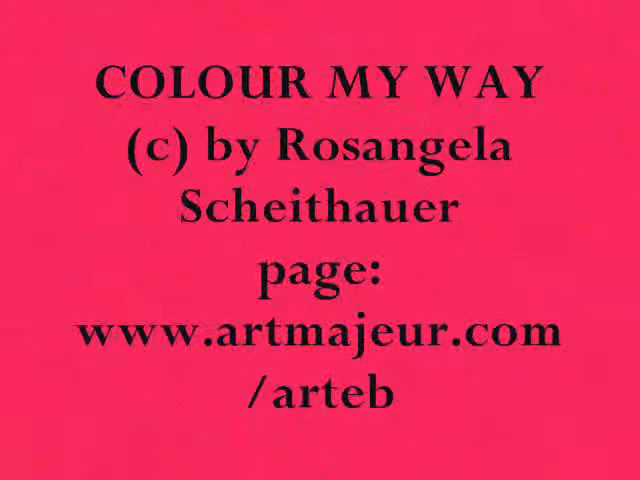 COLOUR MY WAY
(c) by Rosangela
Scheithauer
page:
www.artmajeur.com
/arteb